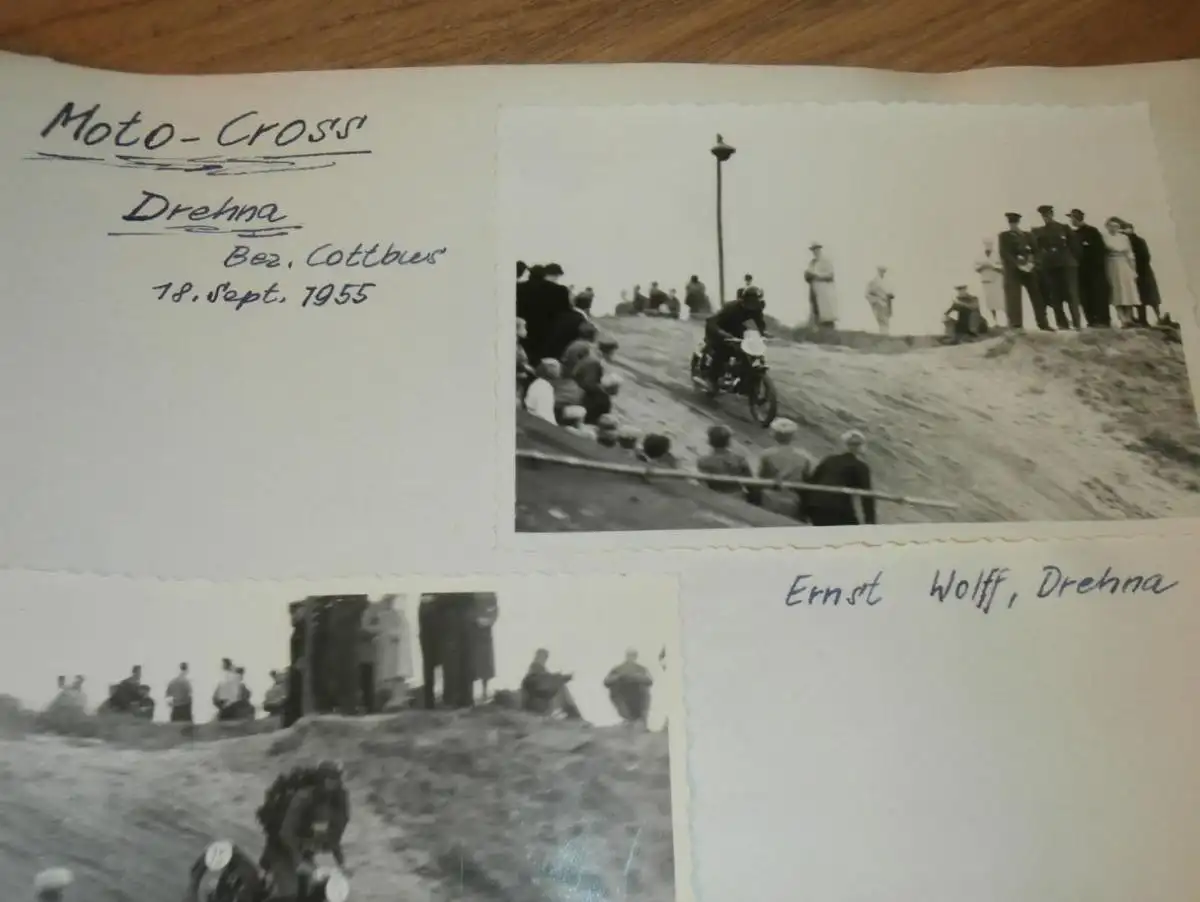 Moto-Cross
Drehna
Bez. Cottbus
18. Sept. 1955
Ernst Wolff, Drehna